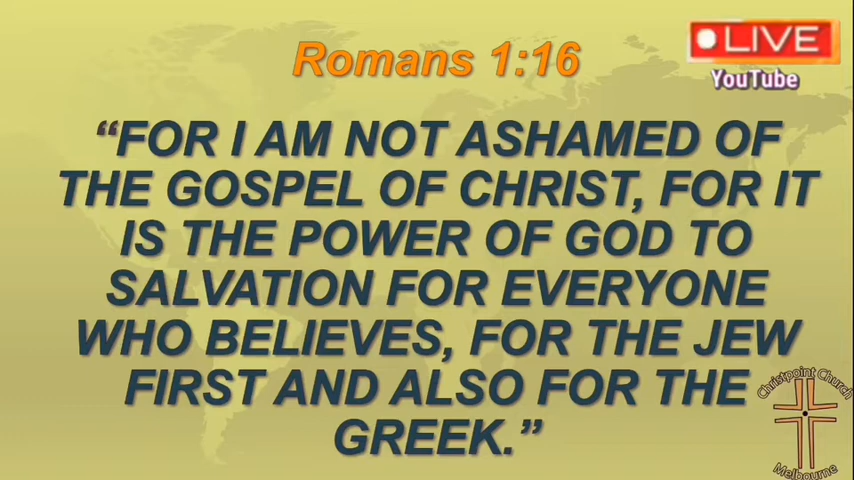 Romans 1:16
LIVE
YouTube
“FOR I AM NOT ASHAMED OF
THE GOSPEL OF CHRIST, FOR IT
IS THE POWER OF GOD TO
SALVATION FOR EVERYONE
WHO BELIEVES, FOR THE JEW
FIRST AND ALSO FOR THE
GREEK.”
Christpoint Church
Melbourne